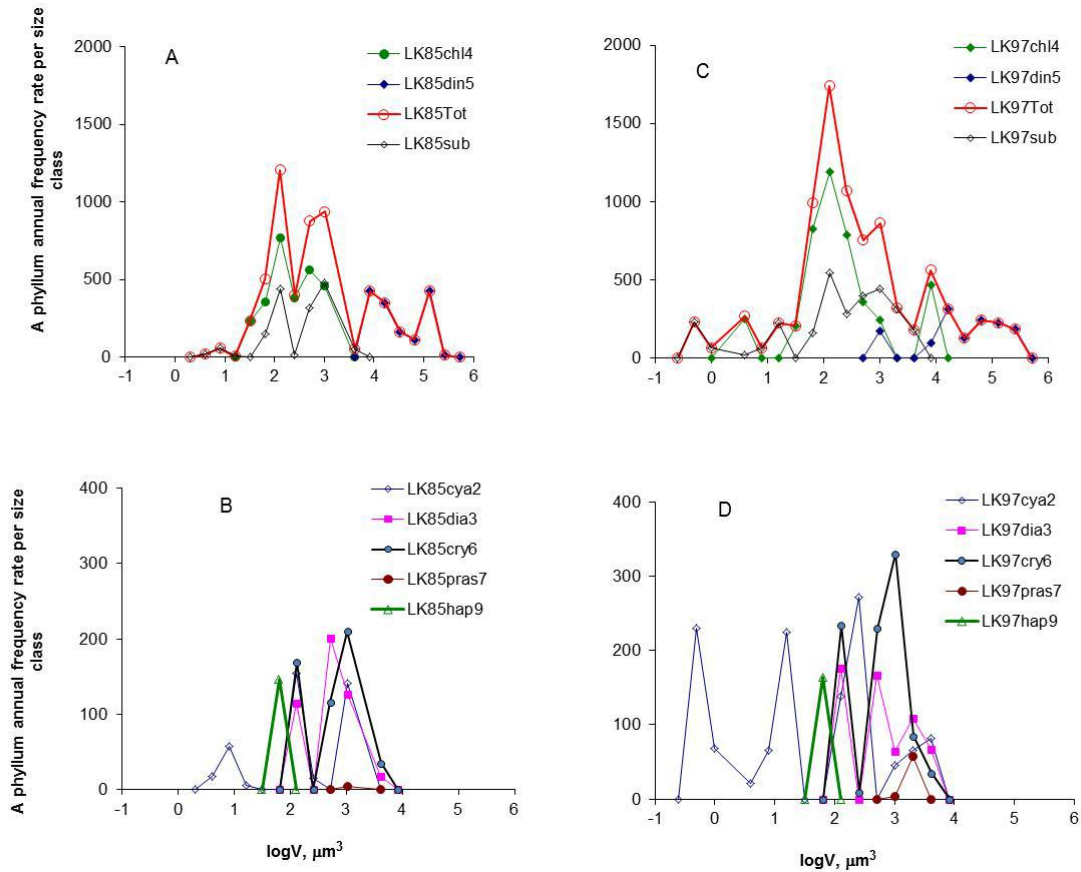 A phyllum annual frequency rate per size
class
2000
1500
1000
500
0
-1 0 1 2 3 4 5 6
A
LK85chl4
LK85din5
LK85Tot
LK85sub
2000
1500
1000
500
0
-1 0 1 2 3 4 5 6
C
LK97chl4
LK97din5
LK97Tot
LK97sub
A phyllum annual frequency rate per size
class
400
300
200
100
0
-1 0 1 2 3 4 5 6
B
LK85cya2
LK85dia3
LK85cry6
LK85pras7
LK85hap9
logV, μm³
400
300
200
100
0
-1 0 1 2 3 4 5 6
D
LK97cya2
LK97dia3
LK97cry6
LK97pras7
LK97hap9
logV, μm³